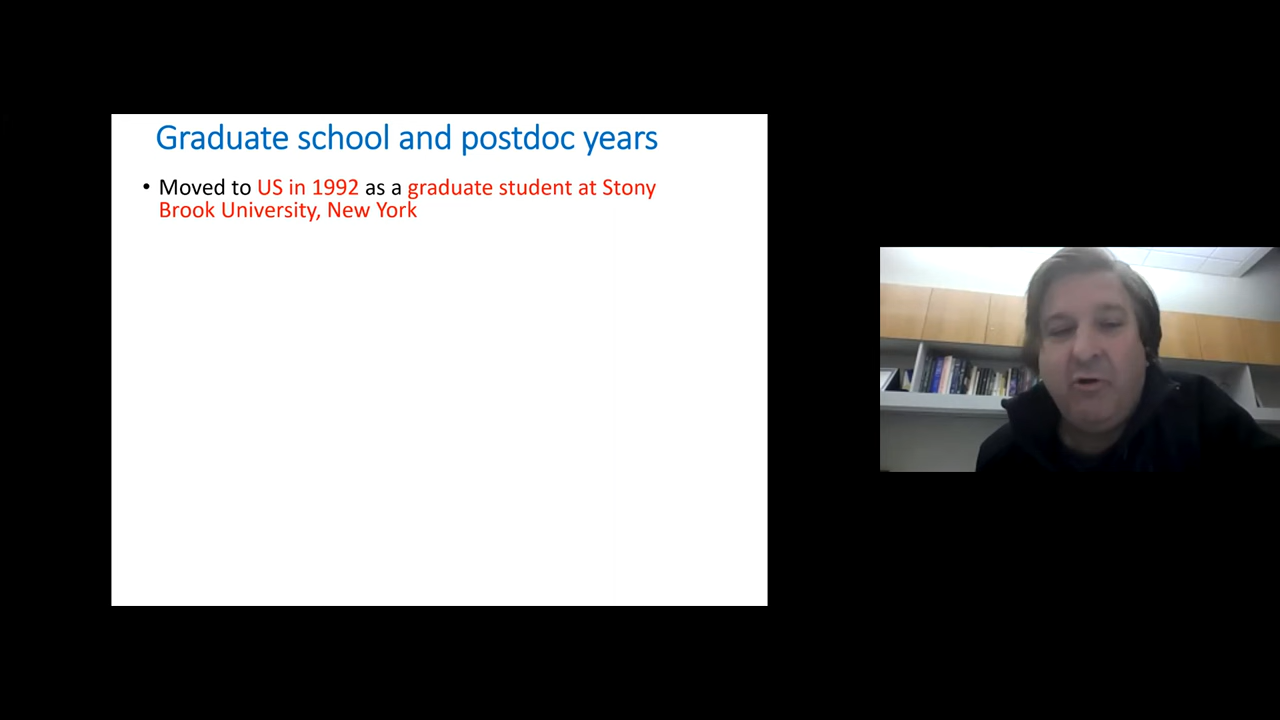 Graduate school and postdoc years
• Moved to US in 1992 as a graduate student at Stony
Brook University, New York